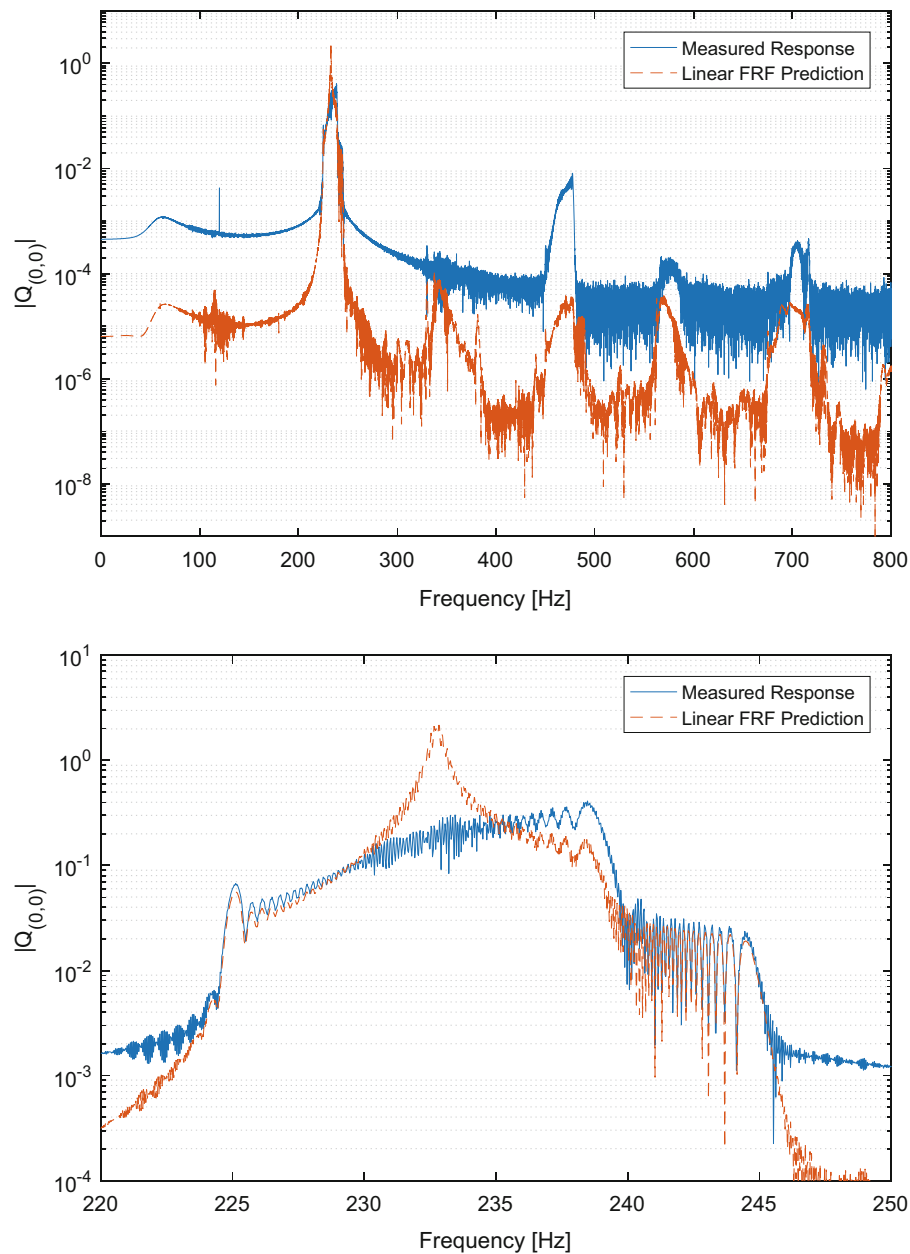 Measured Response
Linear FRF Prediction
10^0
10^-2
10^-4
10^-6
10^-8
|Q_(0,0)|
0 100 200 300 400 500 600 700 800
Frequency [Hz]
10^1
Measured Response
Linear FRF Prediction
10^0
10^-1
10^-2
10^-3
10^-4
|Q_(0,0)|
220 225 230 235 240 245 250
Frequency [Hz]